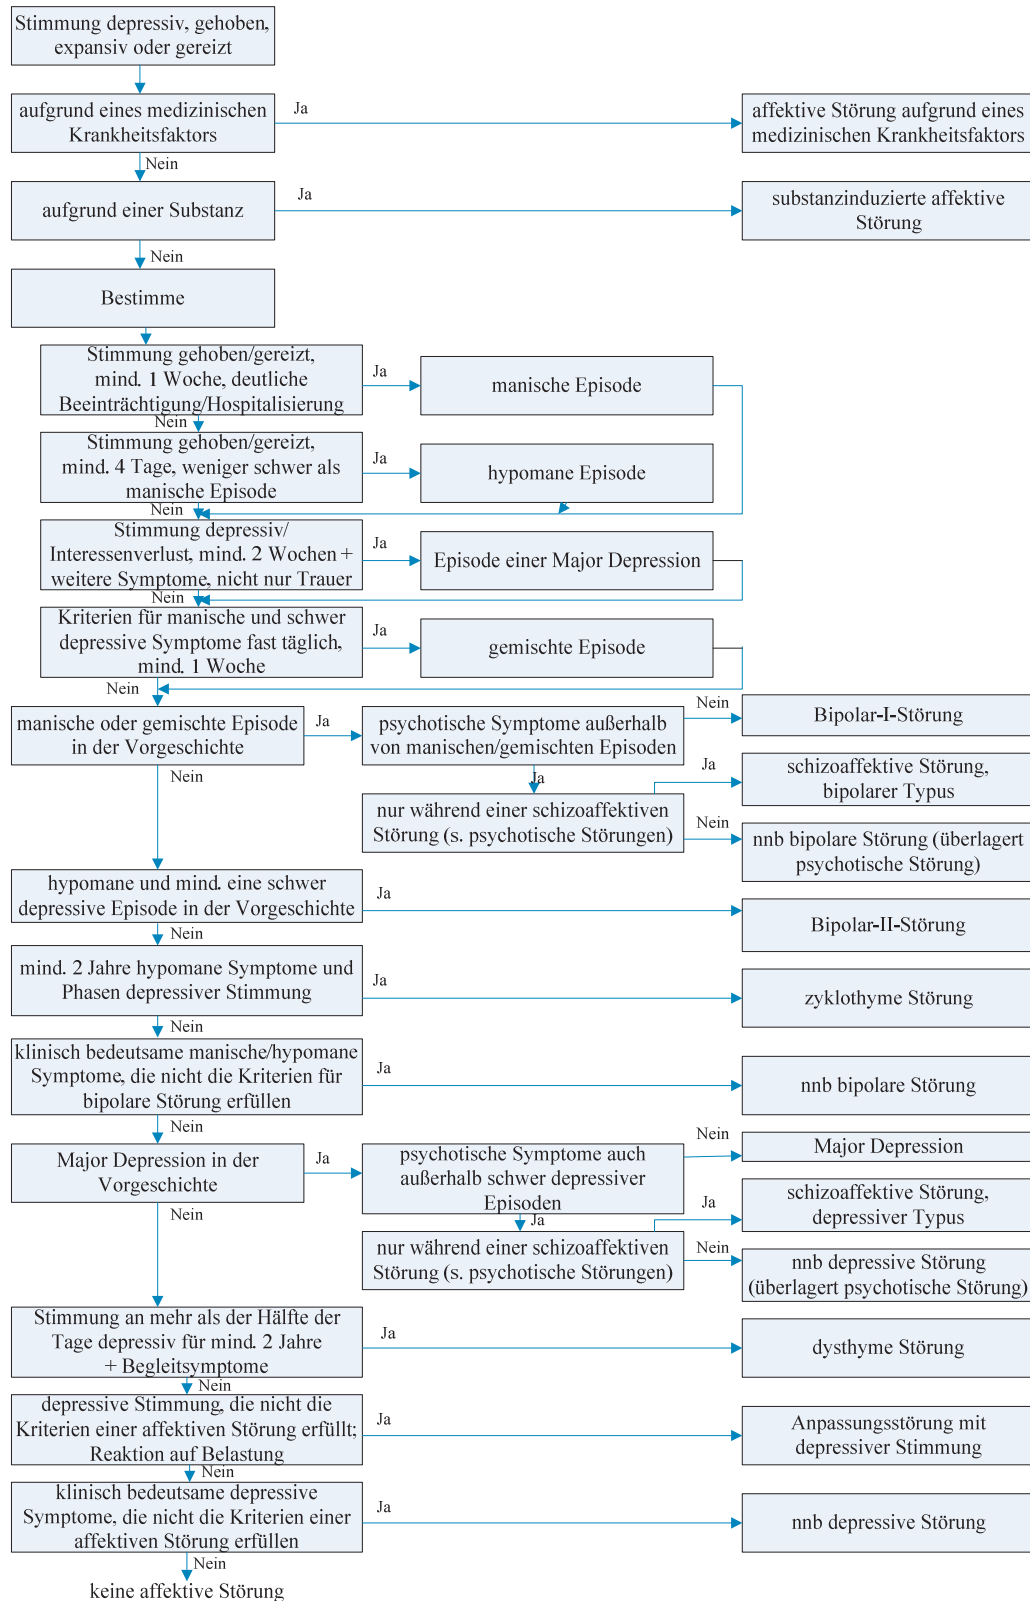 Stimmung depressiv, gehoben,
expansiv oder gereizt
aufgrund eines medizinischen
Krankheitsfaktors
Ja
affektive Störung aufgrund eines
medizinischen Krankheitsfaktors
Nein
aufgrund einer Substanz
Ja
substanzinduzierte affektive
Störung
Nein
Bestimme
Stimmung gehoben/gereizt,
mind. 1 Woche, deutliche
Beeinträchtigung/Hospitalisierung
Ja
manische Episode
Nein
Stimmung gehoben/gereizt,
mind. 4 Tage, weniger schwer als
manische Episode
Ja
hypomane Episode
Nein
Stimmung depressiv/
Interessenverlust, mind. 2 Wochen +
weitere Symptome, nicht nur Trauer
Ja
Episode einer Major Depression
Nein
Kriterien für manische und schwer
depressive Symptome fast täglich,
mind. 1 Woche
Ja
gemischte Episode
Nein
manische oder gemischte Episode
in der Vorgeschichte
Ja
psychotische Symptome außerhalb
von manischen/gemischten Episoden
Nein
Bipolar-I-Störung
Ja
nur während einer schizoaffektiven
Störung (s. psychotische Störungen)
Ja
schizoaffektive Störung,
bipolarer Typus
Nein
nnb bipolare Störung (überlagert
psychotische Störung)
Nein
hypomane und mind. eine schwer
depressive Episode in der Vorgeschichte
Ja
Bipolar-II-Störung
Nein
mind. 2 Jahre hypomane Symptome und
Phasen depressiver Stimmung
Ja
zyklothyme Störung
Nein
klinisch bedeutsame manische/hypomane
Symptome, die nicht die Kriterien für
bipolare Störung erfüllen
Ja
nnb bipolare Störung
Nein
Major Depression in der
Vorgeschichte
Ja
psychotische Symptome auch
außerhalb schwer depressiver
Episoden
Nein
Major Depression
Ja
nur während einer schizoaffektiven
Störung (s. psychotische Störungen)
Ja
schizoaffektive Störung,
depressiver Typus
Nein
nnb depressive Störung
(überlagert psychotische Störung)
Nein
Stimmung an mehr als der Hälfte der
Tage depressiv für mind. 2 Jahre
+ Begleitsymptome
Ja
dysthyme Störung
Nein
depressive Stimmung, die nicht die
Kriterien einer affektiven Störung erfüllt;
Reaktion auf Belastung
Ja
Anpassungsstörung mit
depressiver Stimmung
Nein
klinisch bedeutsame depressive
Symptome, die nicht die Kriterien einer
affektiven Störung erfüllen
Ja
nnb depressive Störung
Nein
keine affektive Störung